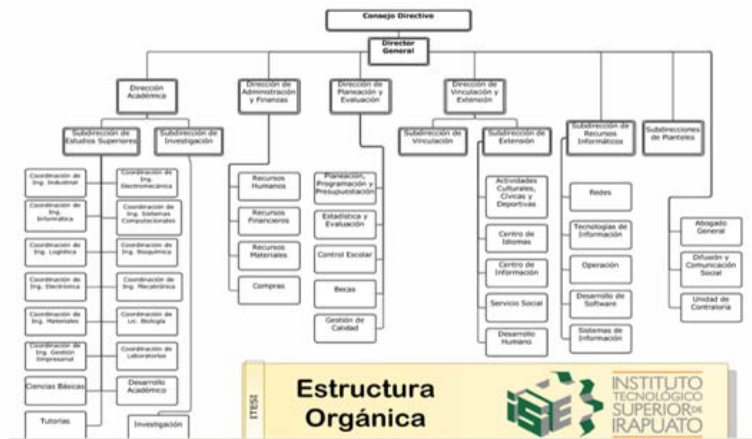 Consejo Directivo
Director
General
Dirección
Académica
Dirección de
Administración
y Finanzas
Dirección de
Planeación y
Evaluación
Dirección de
Vinculación y
Extensión
Subdirección de
Estudios Superiores
Subdirección de
Investigación
Subdirección de
Vinculación
Subdirección de
Extensión
Subdirección de
Recursos
Informáticos
Subdirecciones
de Planteles
Coordinación de
Ing. Industrial
Coordinación de
Ing.
Electromecánica
Coordinación de
Ing.
Informática
Coordinación de
Ing. Sistemas
Computacionales
Coordinación de
Ing. Logística
Coordinación de
Ing. Bioquímica
Coordinación de
Ing. Electrónica
Coordinación de
Ing. Mecatrónica
Coordinación de
Ing. Materiales
Coordinación de
Lic. Biología
Coordinación de
Ing. Gestión
Empresarial
Coordinación de
Laboratorios
Ciencias Básicas
Desarrollo
Académico
Tutorías
Investigación
Recursos
Humanos
Recursos
Financieros
Recursos
Materiales
Compras
Planeación,
Programación y
Presupuestación
Estadística y
Evaluación
Control Escolar
Becas
Gestión de
Calidad
Actividades
Culturales,
Cívicas y
Deportivas
Centro de
Idiomas
Centro de
Información
Servicio Social
Desarrollo
Humano
Redes
Tecnologías de
Información
Operación
Desarrollo de
Software
Sistemas de
Información
Abogado
General
Difusión y
Comunicación
Social
Unidad de
Contraloría
ITESI
Estructura
Orgánica
INSTITUTO
TECNOLÓGICO
SUPERIOR DE
IRAPUATO